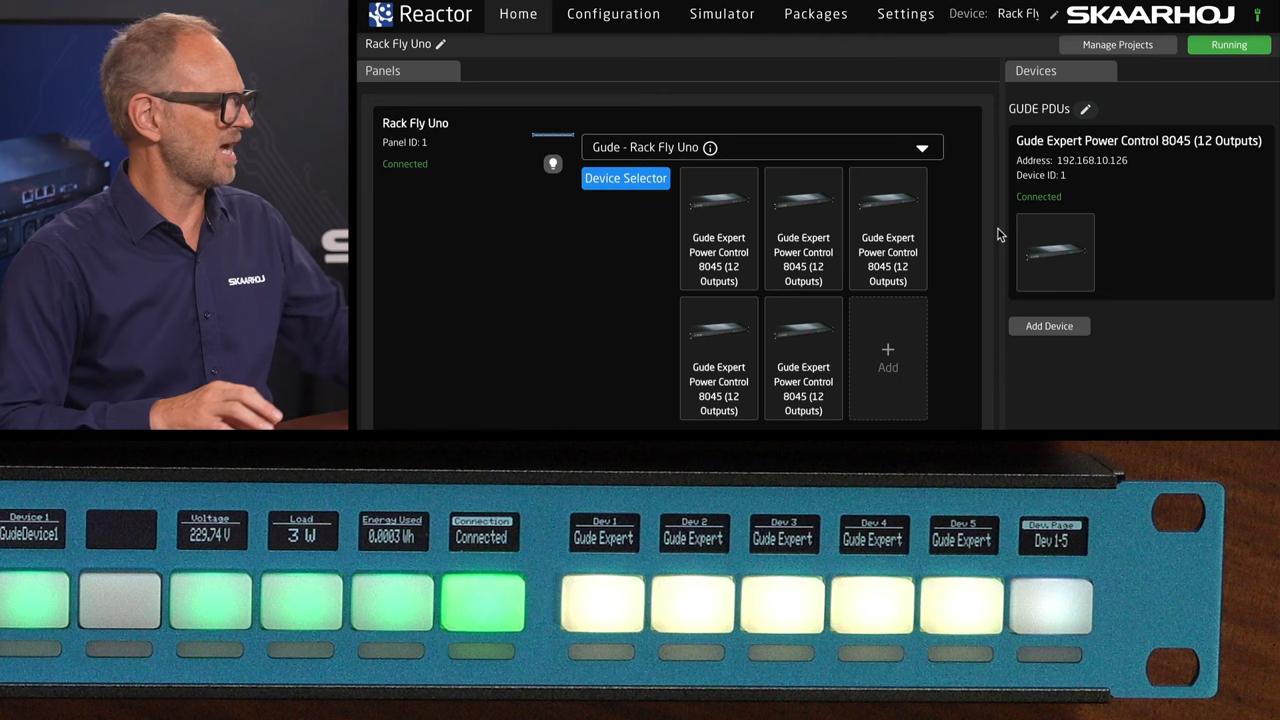 Reactor
Home
Configuration
Simulator
Packages
Settings
Device:
Rack Fly
SKAARHOJ
Rack Fly Uno
Manage Projects
Running
Panels
Devices
Rack Fly Uno
Panel ID: 1
Connected
Gude - Rack Fly Uno
Device Selector
Gude Expert
Power Control
8045 (12
Outputs)
Gude Expert
Power Control
8045 (12
Outputs)
Gude Expert
Power Control
8045 (12
Outputs)
Gude Expert
Power Control
8045 (12
Outputs)
Gude Expert
Power Control
8045 (12
Outputs)
+
Add
GUDE PDUs
Gude Expert Power Control 8045 (12 Outputs)
Address: 192.168.10.126
Device ID: 1
Connected
Add Device
SKAARHOJ
S
Device 1
GudeDevice1
Voltage
229.74 V
Load
3 W
Energy Used
0.0003 Wh
Connection
Connected
Dev 1
Gude Expert
Dev 2
Gude Expert
Dev 3
Gude Expert
Dev 4
Gude Expert
Dev 5
Gude Expert
Dev. Page
Dev 1-5